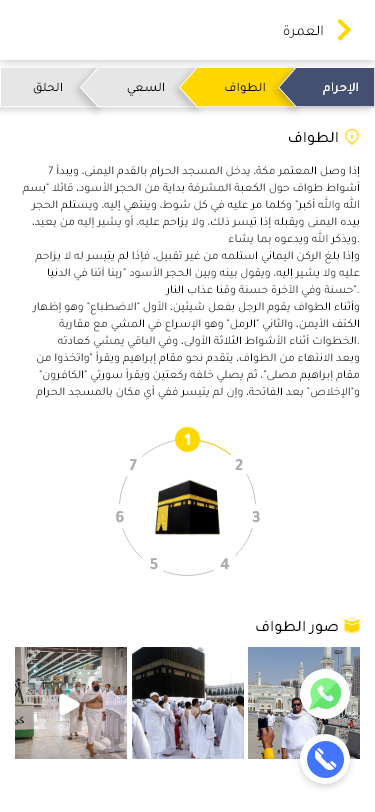 العمرة
الإحرام
الطواف
السعي
الحلق
الطواف
إذا وصل المعتمر مكة، يدخل المسجد الحرام بالقدم اليمنى، ويبدأ 7
أشواط طواف حول الكعبة المشرفة بداية من الحجر الأسود، قائلا "بسم
الله والله أكبر" وكلما مر عليه في كل شوط، وينتهي إليه، ويستلم الحجر
بيده اليمنى ويقبله إذا تيسر ذلك، ولا يزاحم عليه، أو يشير إليه من بعيد،
ويذكر الله ويدعوه بما يشاء.
وإذا بلغ الركن اليماني استلمه من غير تقبيل، فإذا لم يتيسر له لا يزاحم
عليه ولا يشير إليه، ويقول بينه وبين الحجر الأسود "ربنا آتنا في الدنيا
حسنة وفي الآخرة حسنة وقنا عذاب النار".
وأثناء الطواف يقوم الرجل بفعل شيئين، الأول "الاضطباع" وهو إظهار
الكتف الأيمن، والثاني "الرمل" وهو الإسراع في المشي مع مقاربة
الخطوات أثناء الأشواط الثلاثة الأولى، وفي الباقي يمشي كعادته.
وبعد الانتهاء من الطواف، يتقدم نحو مقام إبراهيم ويقرأ "واتخذوا من
مقام إبراهيم مصلى"، ثم يصلي خلفه ركعتين ويقرأ سورتي "الكافرون"
و"الإخلاص" بعد الفاتحة، وإن لم يتيسر ففي أي مكان بالمسجد الحرام
1
2
3
4
5
6
7
صور الطواف